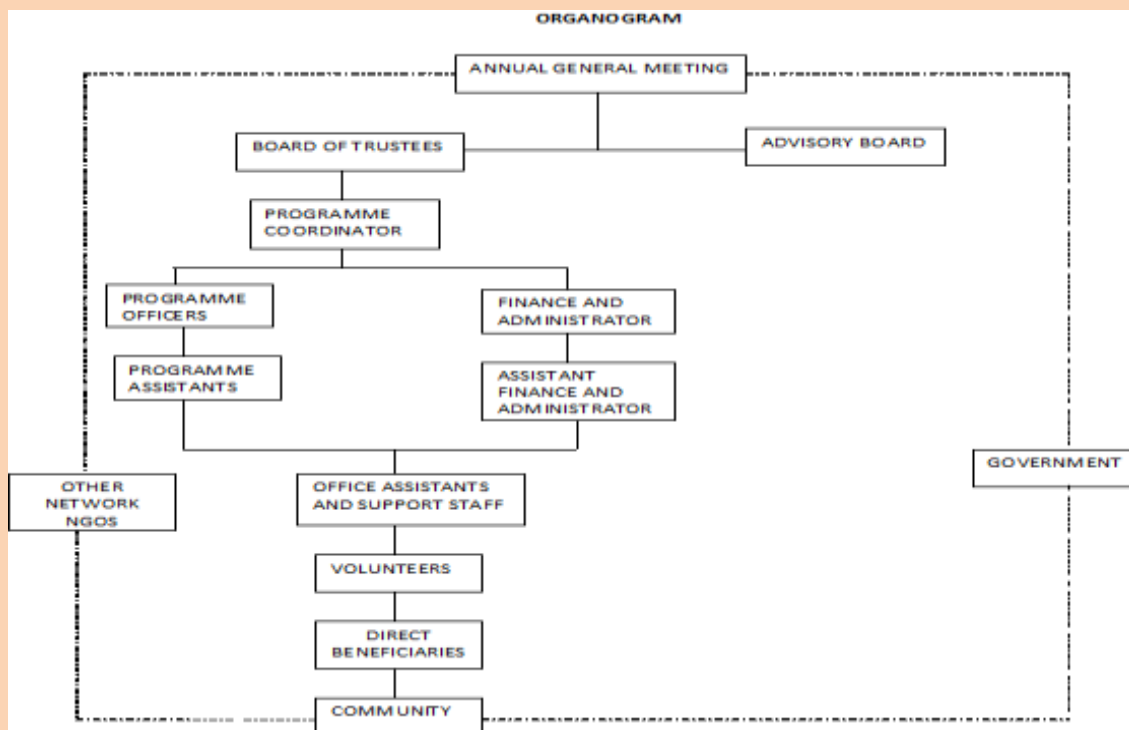 ORGANOGRAM
ANNUAL GENERAL MEETING
BOARD OF TRUSTEES
ADVISORY BOARD
PROGRAMME
COORDINATOR
PROGRAMME
OFFICERS
FINANCE AND
ADMINISTRATOR
PROGRAMME
ASSISTANTS
ASSISTANT
FINANCE AND
ADMINISTRATOR
OTHER
NETWORK
NGOS
OFFICE ASSISTANTS
AND SUPPORT STAFF
GOVERNMENT
VOLUNTEERS
DIRECT
BENEFICIARIES
COMMUNITY